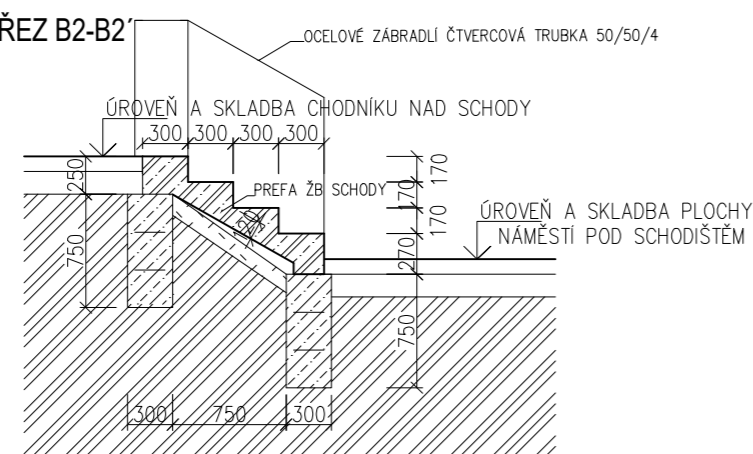 ŘEZ B2-B2´
OCELOVÉ ZÁBRADLÍ ČTVERCOVÁ TRUBKA 50/50/4
ÚROVEŇ A SKLADBA CHODNÍKU NAD SCHODY
300 300 300 300
250
750
PREFA ŽB SCHODY
120
170
170
170
270
750
ÚROVEŇ A SKLADBA PLOCHY
NÁMĚSTÍ POD SCHODIŠTĚM
300 750 300